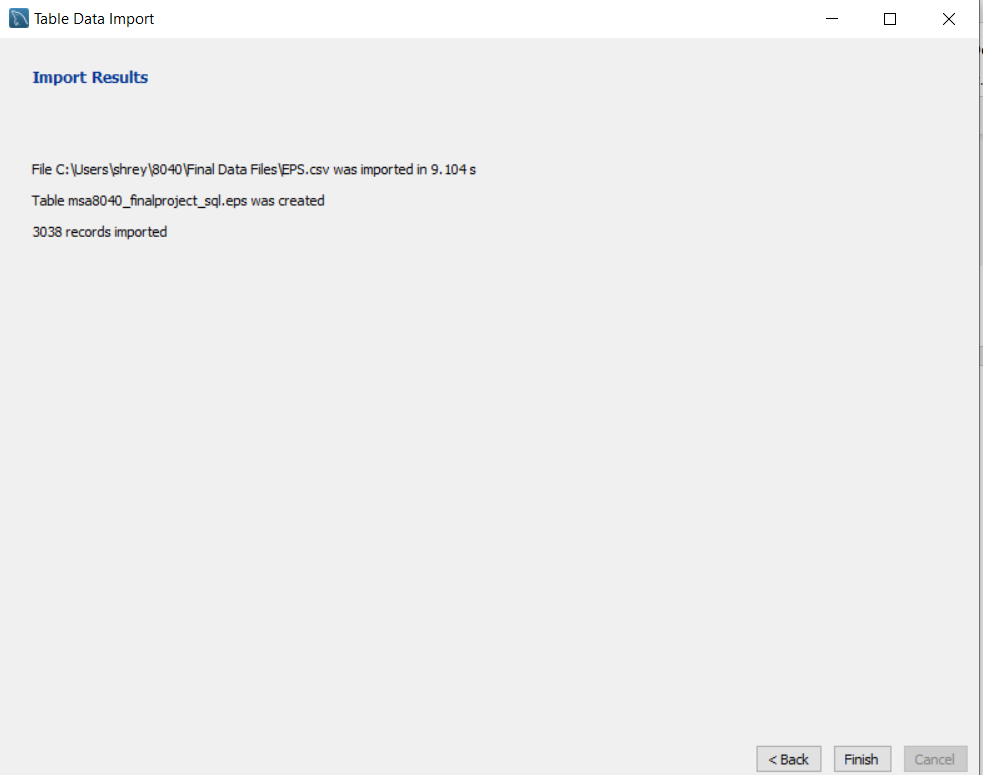 Table Data Import
Import Results
File C:\Users\shrey\8040\Final Data Files\EPS.csv was imported in 9.104 s
Table msa8040_finalproject_sql.eps was created
3038 records imported
< Back
Finish
Cancel